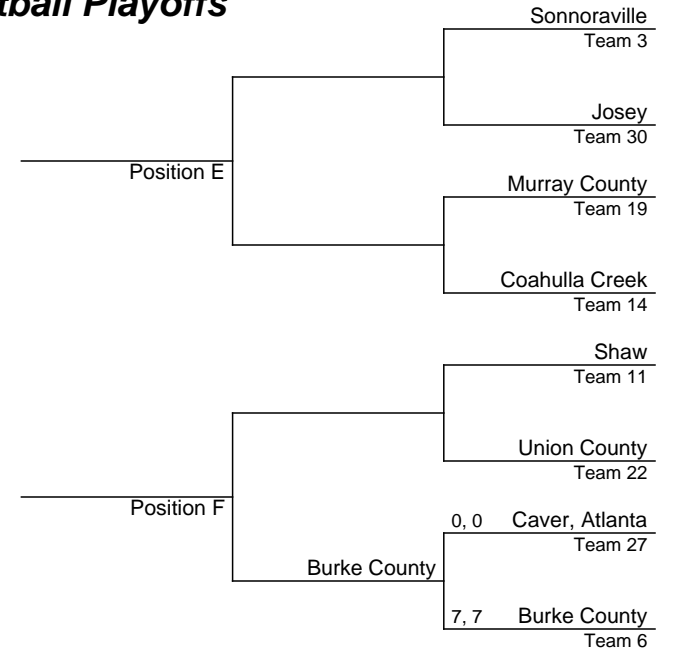 tball Playoffs
Sonnoraville
Team 3
Josey
Team 30
Position E
Murray County
Team 19
Coahulla Creek
Team 14
Shaw
Team 11
Union County
Team 22
Position F
0, 0 Caver, Atlanta
Team 27
Burke County
7, 7 Burke County
Team 6